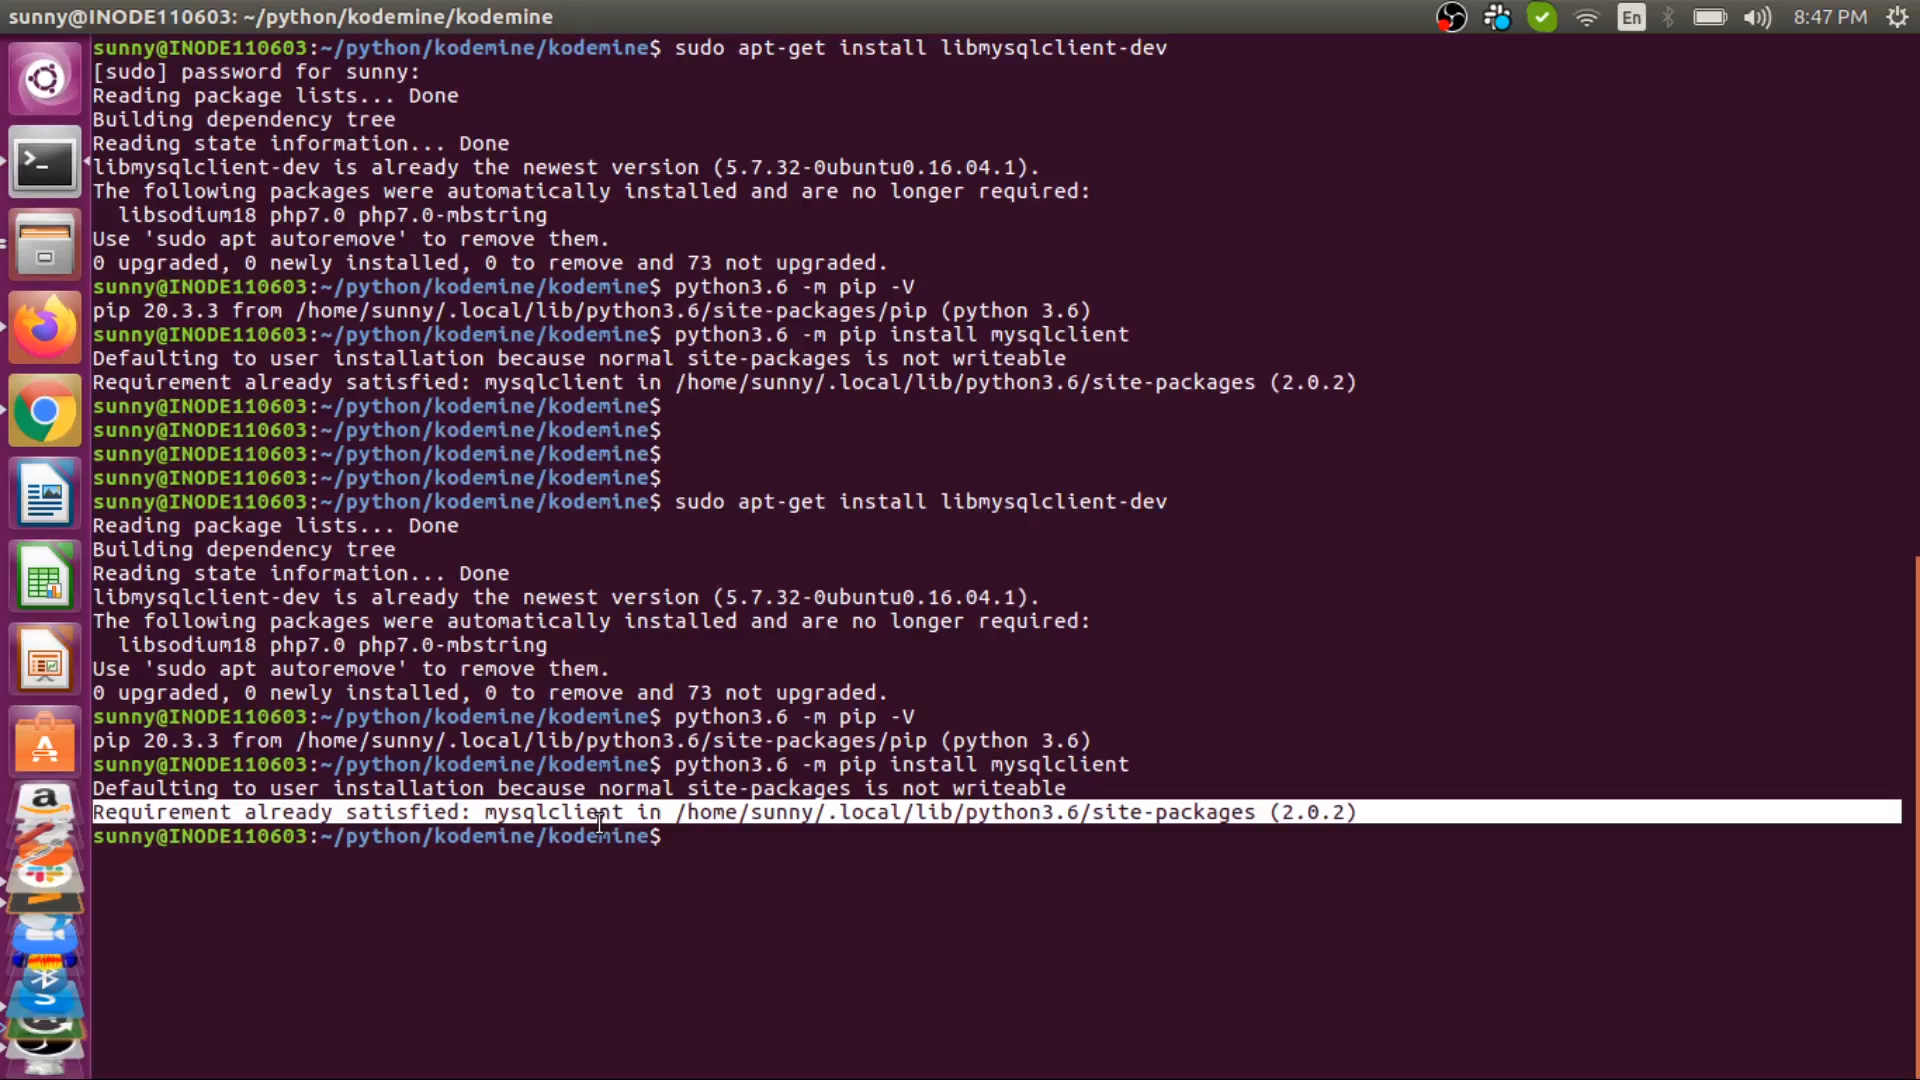 sunny@INODE110603: ~/python/kodemine/kodemine
En
8:47 PM
sunny@INODE110603:~/python/kodemine/kodemine$ sudo apt-get install libmysqlclient-dev
[sudo] password for sunny:
Reading package lists... Done
Building dependency tree
Reading state information... Done
libmysqlclient-dev is already the newest version (5.7.32-0ubuntu0.16.04.1).
The following packages were automatically installed and are no longer required:
  libsodium18 php7.0 php7.0-mbstring
Use 'sudo apt autoremove' to remove them.
0 upgraded, 0 newly installed, 0 to remove and 73 not upgraded.
sunny@INODE110603:~/python/kodemine/kodemine$ python3.6 -m pip -V
pip 20.3.3 from /home/sunny/.local/lib/python3.6/site-packages/pip (python 3.6)
sunny@INODE110603:~/python/kodemine/kodemine$ python3.6 -m pip install mysqlclient
Defaulting to user installation because normal site-packages is not writeable
Requirement already satisfied: mysqlclient in /home/sunny/.local/lib/python3.6/site-packages (2.0.2)
sunny@INODE110603:~/python/kodemine/kodemine$
sunny@INODE110603:~/python/kodemine/kodemine$
sunny@INODE110603:~/python/kodemine/kodemine$
sunny@INODE110603:~/python/kodemine/kodemine$
sunny@INODE110603:~/python/kodemine/kodemine$ sudo apt-get install libmysqlclient-dev
Reading package lists... Done
Building dependency tree
Reading state information... Done
libmysqlclient-dev is already the newest version (5.7.32-0ubuntu0.16.04.1).
The following packages were automatically installed and are no longer required:
  libsodium18 php7.0 php7.0-mbstring
Use 'sudo apt autoremove' to remove them.
0 upgraded, 0 newly installed, 0 to remove and 73 not upgraded.
sunny@INODE110603:~/python/kodemine/kodemine$ python3.6 -m pip -V
pip 20.3.3 from /home/sunny/.local/lib/python3.6/site-packages/pip (python 3.6)
sunny@INODE110603:~/python/kodemine/kodemine$ python3.6 -m pip install mysqlclient
Defaulting to user installation because normal site-packages is not writeable
Requirement already satisfied: mysqlclient in /home/sunny/.local/lib/python3.6/site-packages (2.0.2)
sunny@INODE110603:~/python/kodemine/kodemine$